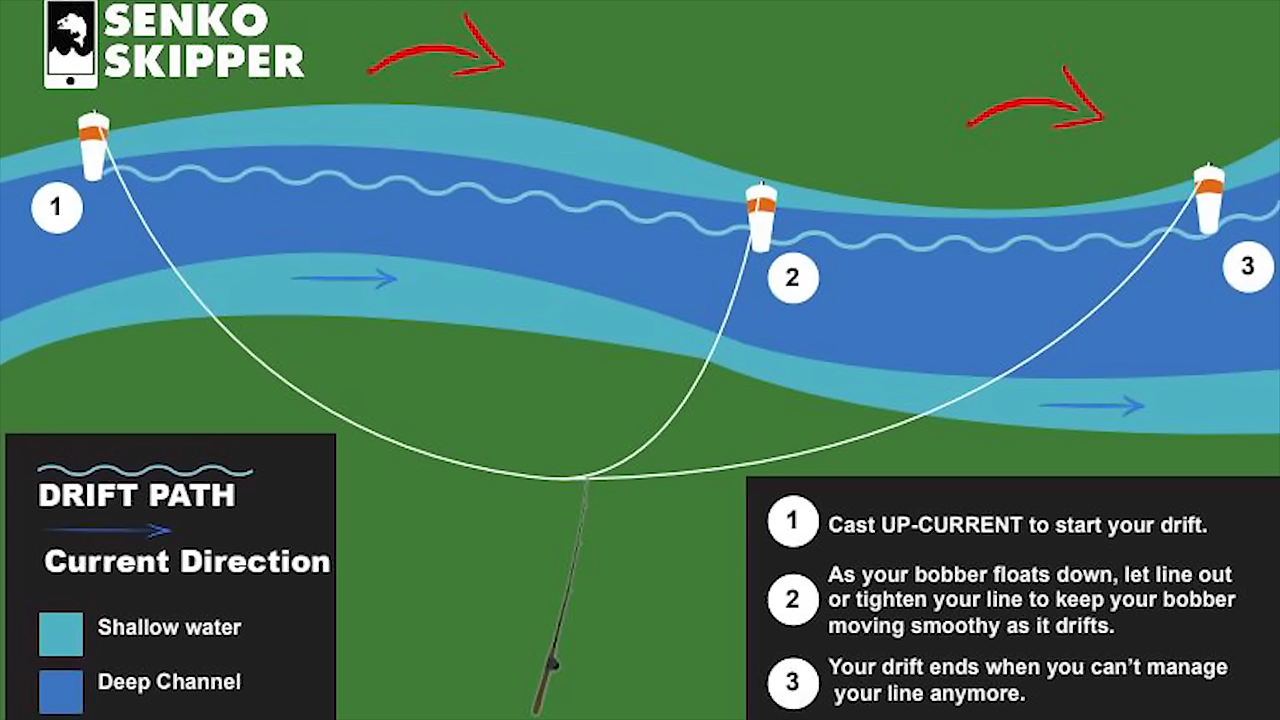 SENKO
SKIPPER
1
2
3
DRIFT PATH
Current Direction
Shallow water
Deep Channel
1 Cast UP-CURRENT to start your drift.
2 As your bobber floats down, let line out
or tighten your line to keep your bobber
moving smoothy as it drifts.
3 Your drift ends when you can't manage
your line anymore.